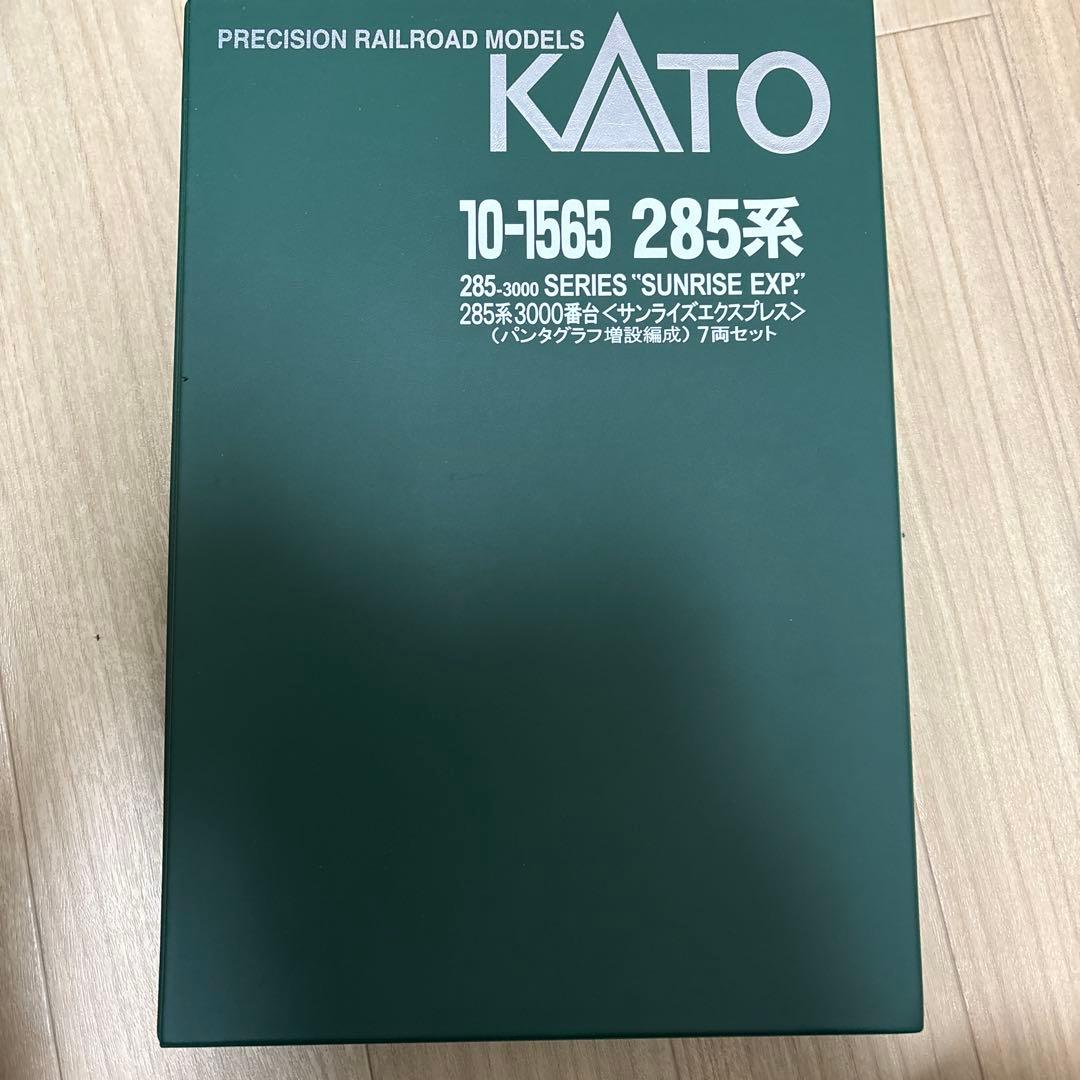 PRECISION RAILROAD MODELS
KATO
10-1565 285系
285-3000 SERIES "SUNRISE EXP."
285系3000番台<サンライズエクスプレス>
(パンタグラフ増設編成) 7両セット